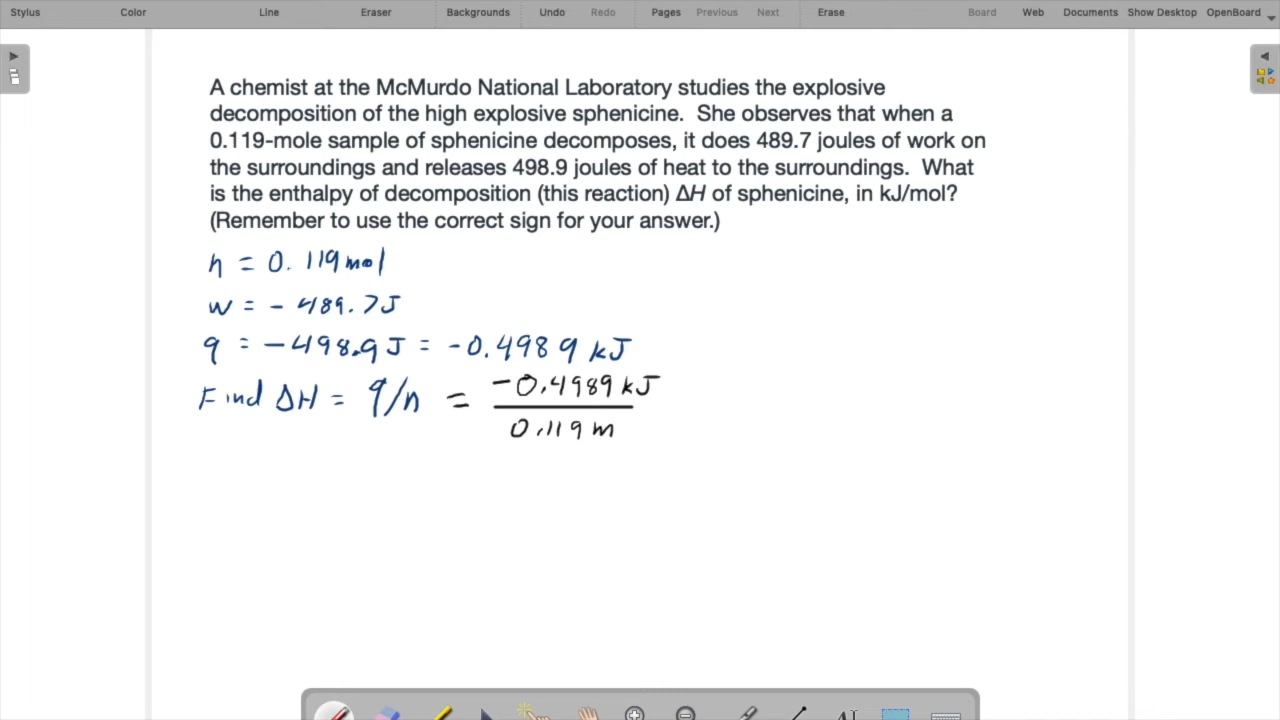 Stylus Color Line Eraser Backgrounds Undo Redo Pages Previous Next Erase Board Web Documents Show Desktop OpenBoard
A chemist at the McMurdo National Laboratory studies the explosive
decomposition of the high explosive sphenicine. She observes that when a
0.119-mole sample of sphenicine decomposes, it does 489.7 joules of work on
the surroundings and releases 498.9 joules of heat to the surroundings. What
is the enthalpy of decomposition (this reaction) ΔH of sphenicine, in kJ/mol?
(Remember to use the correct sign for your answer.)
n = 0.119 mol
w = -489.7J
q = -498.9J = -0.4989 kJ
Find ΔH = q/n = -0.4989 kJ
0.119 m